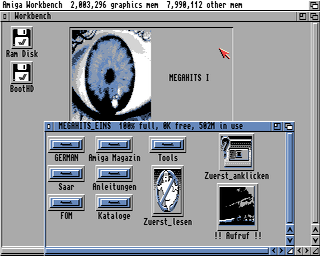 Amiga Workbench  2,003,296 graphics mem  7,990,112 other mem
Workbench
Ram Disk
BootHD
MEGAHITS I
MEGAHITS_EINS  100% full, 0K free, 502M in use
GERMAN
Amiga Magazin
Tools
Zuerst_anklicken
Saar
Anleitungen
FOM
Kataloge
Zuerst_lesen
!! Aufruf !!